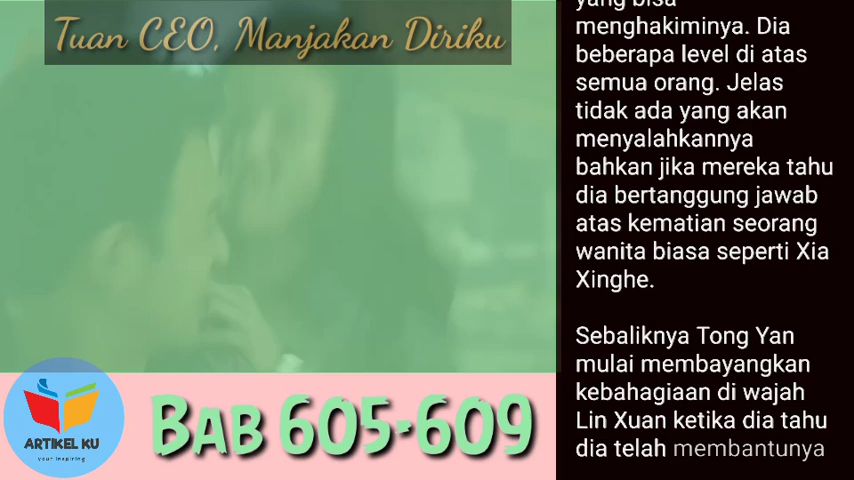 Tuan CEO, Manjakan Diriku
yang bisa
menghakiminya. Dia
beberapa level di atas
semua orang. Jelas
tidak ada yang akan
menyalahkannya
bahkan jika mereka tahu
dia bertanggung jawab
atas kematian seorang
wanita biasa seperti Xia
Xinghe.
Sebaliknya Tong Yan
mulai membayangkan
kebahagiaan di wajah
Lin Xuan ketika dia tahu
dia telah membantunya
BAB 605-609
ARTIKEL KU
your inspiring